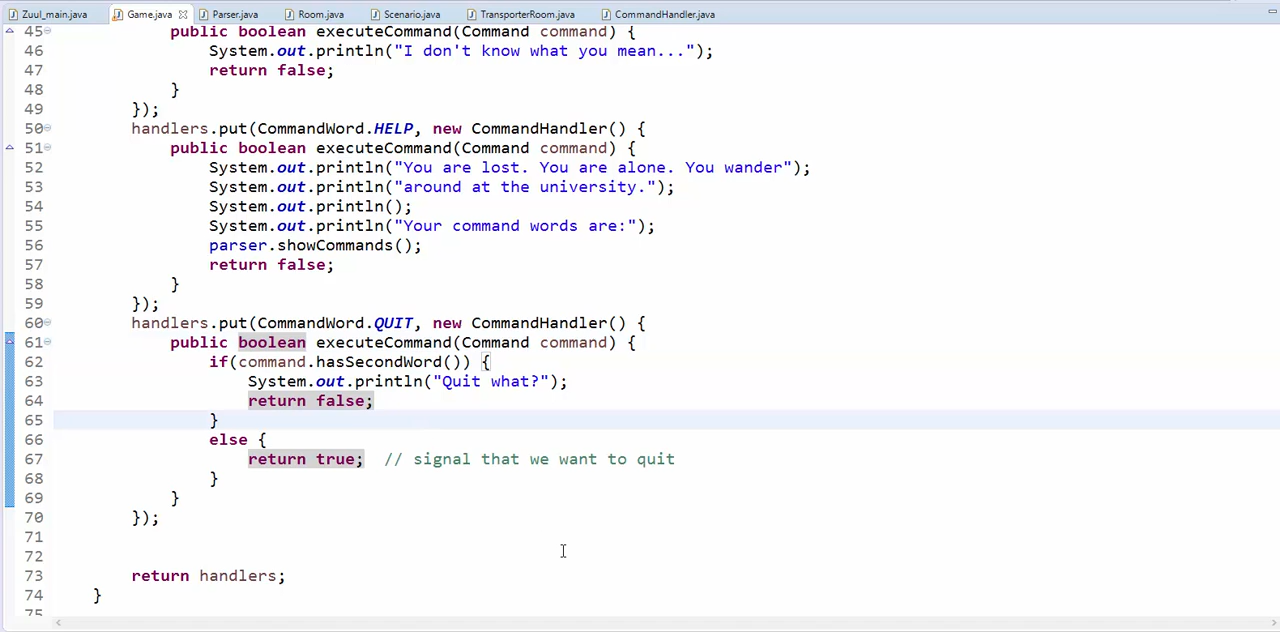 Zuul_main.java Game.java Parser.java Room.java Scenario.java TransporterRoom.java CommandHandler.java
45 public boolean executeCommand(Command command) {
46 System.out.println("I don't know what you mean...");
47 return false;
48 }
49 });
50 handlers.put(CommandWord.HELP, new CommandHandler() {
51 public boolean executeCommand(Command command) {
52 System.out.println("You are lost. You are alone. You wander");
53 System.out.println("around at the university.");
54 System.out.println();
55 System.out.println("Your command words are:");
56 parser.showCommands();
57 return false;
58 }
59 });
60 handlers.put(CommandWord.QUIT, new CommandHandler() {
61 public boolean executeCommand(Command command) {
62 if(command.hasSecondWord()) {
63 System.out.println("Quit what?");
64 return false;
65 }
66 else {
67 return true; // signal that we want to quit
68 }
69 }
70 });
71
72
73 return handlers;
74 }
75